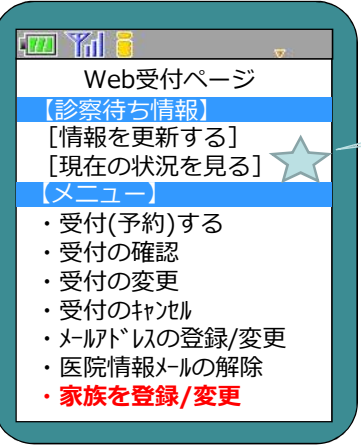 Web受付ページ
【診察待ち情報】
[情報を更新する]
[現在の状況を見る]
【メニュー】
・受付(予約)する
・受付の確認
・受付の変更
・受付のｷｬﾝｾﾙ
・ﾒｰﾙｱﾄﾞﾚｽの登録/変更
・医院情報ﾒｰﾙの解除
・家族を登録/変更